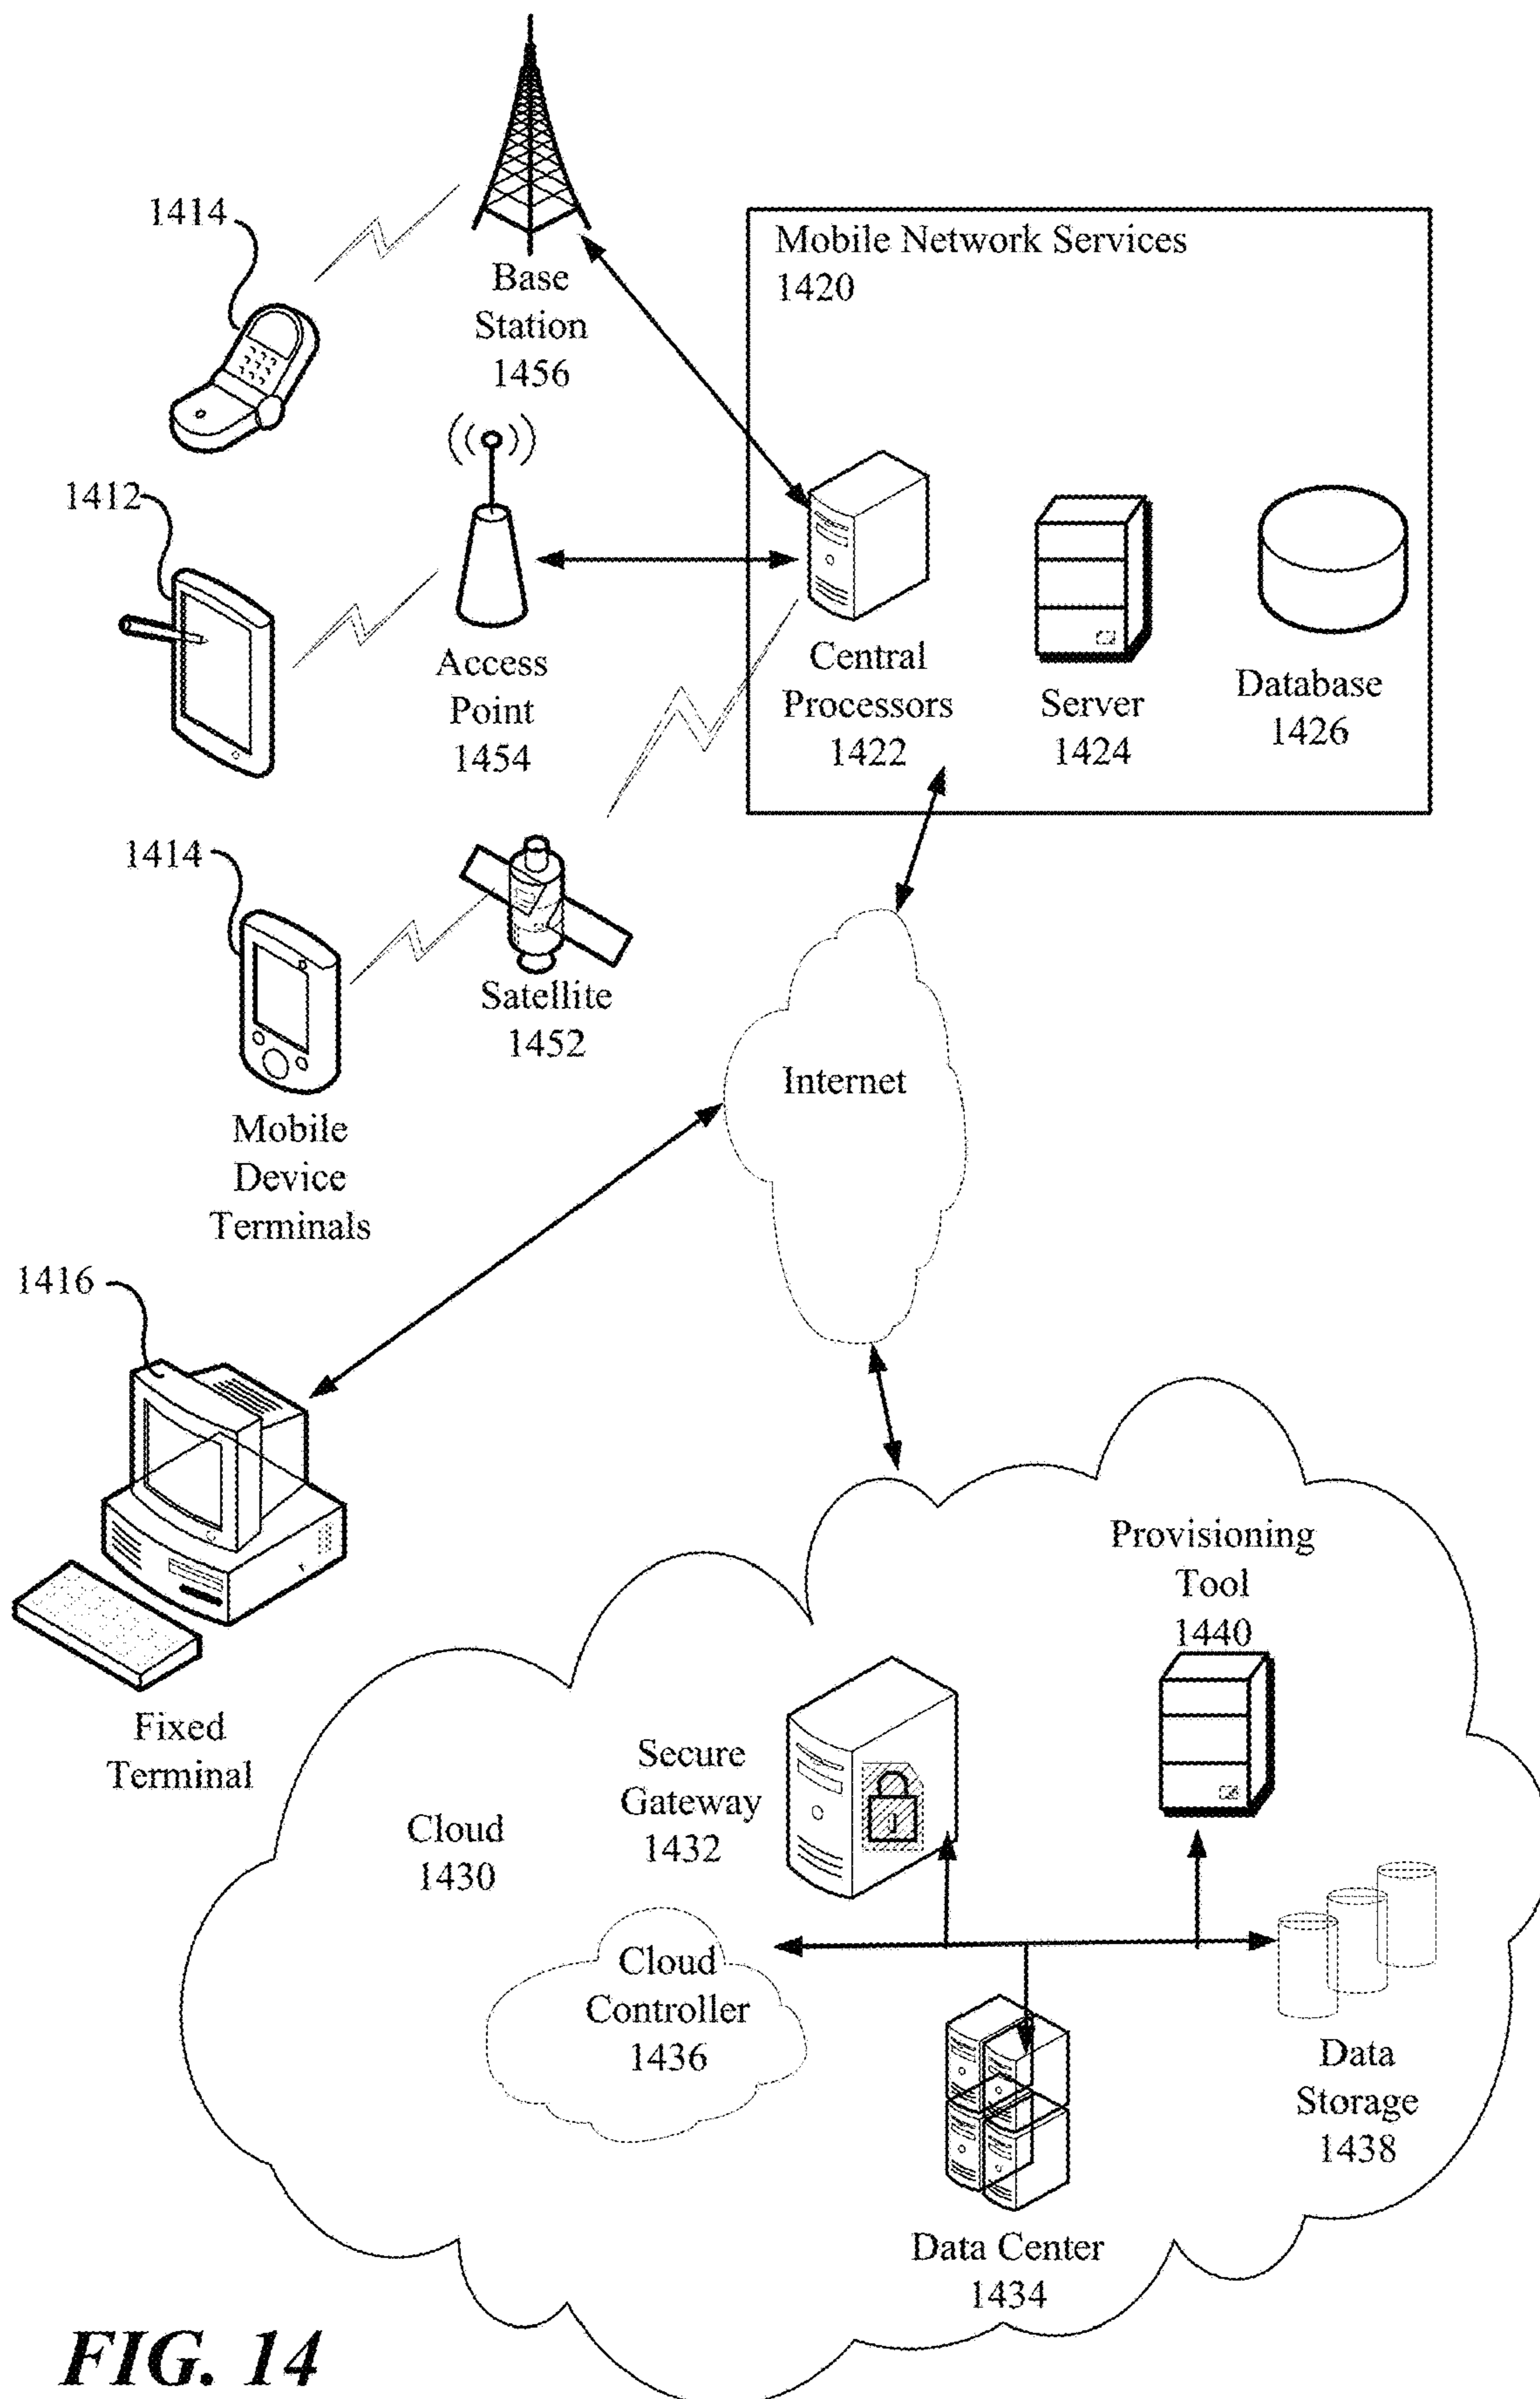 1414
Base
Station
1456
Mobile Network Services
1420
1412
Access
Point
1454
Central
Processors
1422
Server
1424
Database
1426
1414
Satellite
1452
Mobile
Device
Terminals
Internet
1416
Fixed
Terminal
Provisioning
Tool
1440
Secure
Gateway
1432
Cloud
1430
Cloud
Controller
1436
Data
Storage
1438
Data Center
1434
FIG. 14